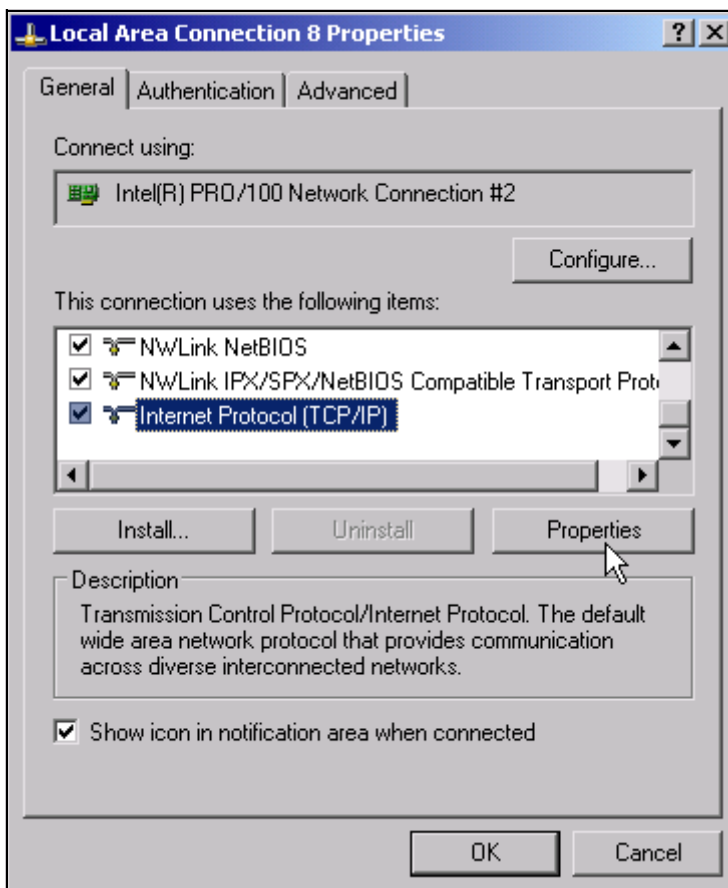 Local Area Connection 8 Properties
General Authentication Advanced
Connect using:
Intel(R) PRO/100 Network Connection #2
Configure...
This connection uses the following items:
NWLink NetBIOS
NWLink IPX/SPX/NetBIOS Compatible Transport Prot
Internet Protocol (TCP/IP)
Install... Uninstall Properties
Description
Transmission Control Protocol/Internet Protocol. The default
wide area network protocol that provides communication
across diverse interconnected networks.
Show icon in notification area when connected
OK Cancel